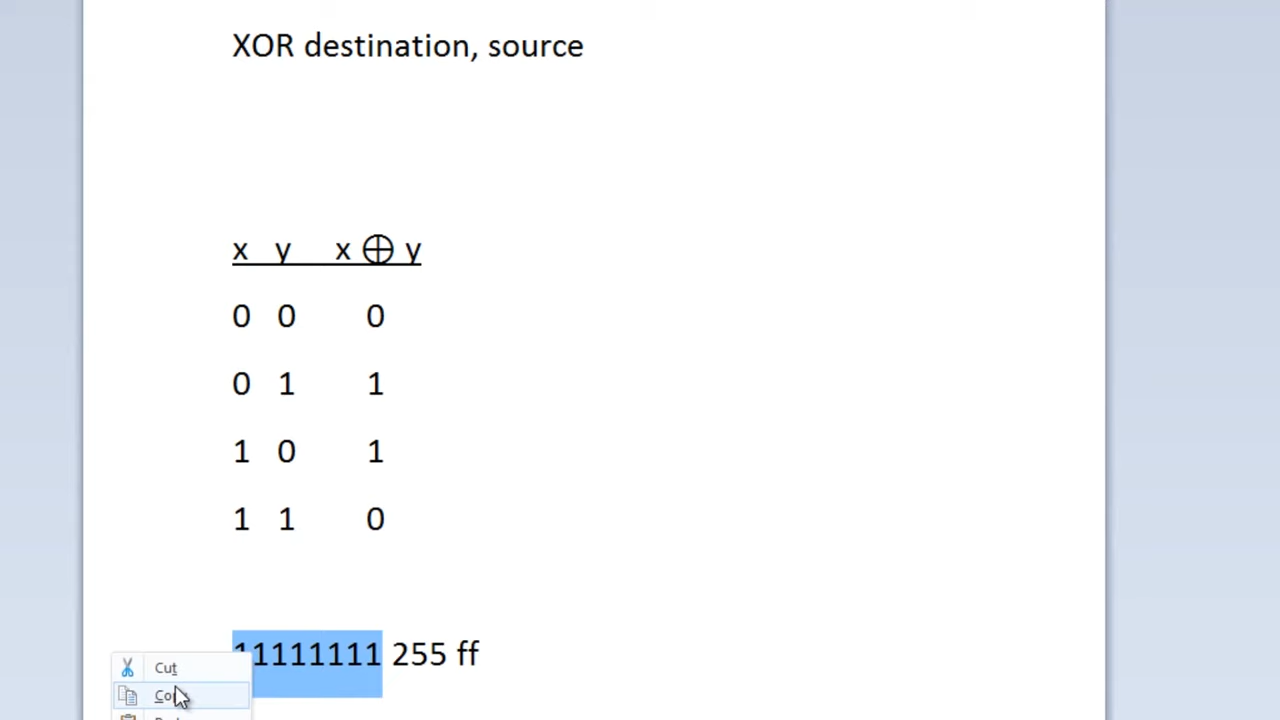 XOR destination, source
x y x ⊕ y
0 0 0
0 1 1
1 0 1
1 1 0
11111111 255 ff
Cut